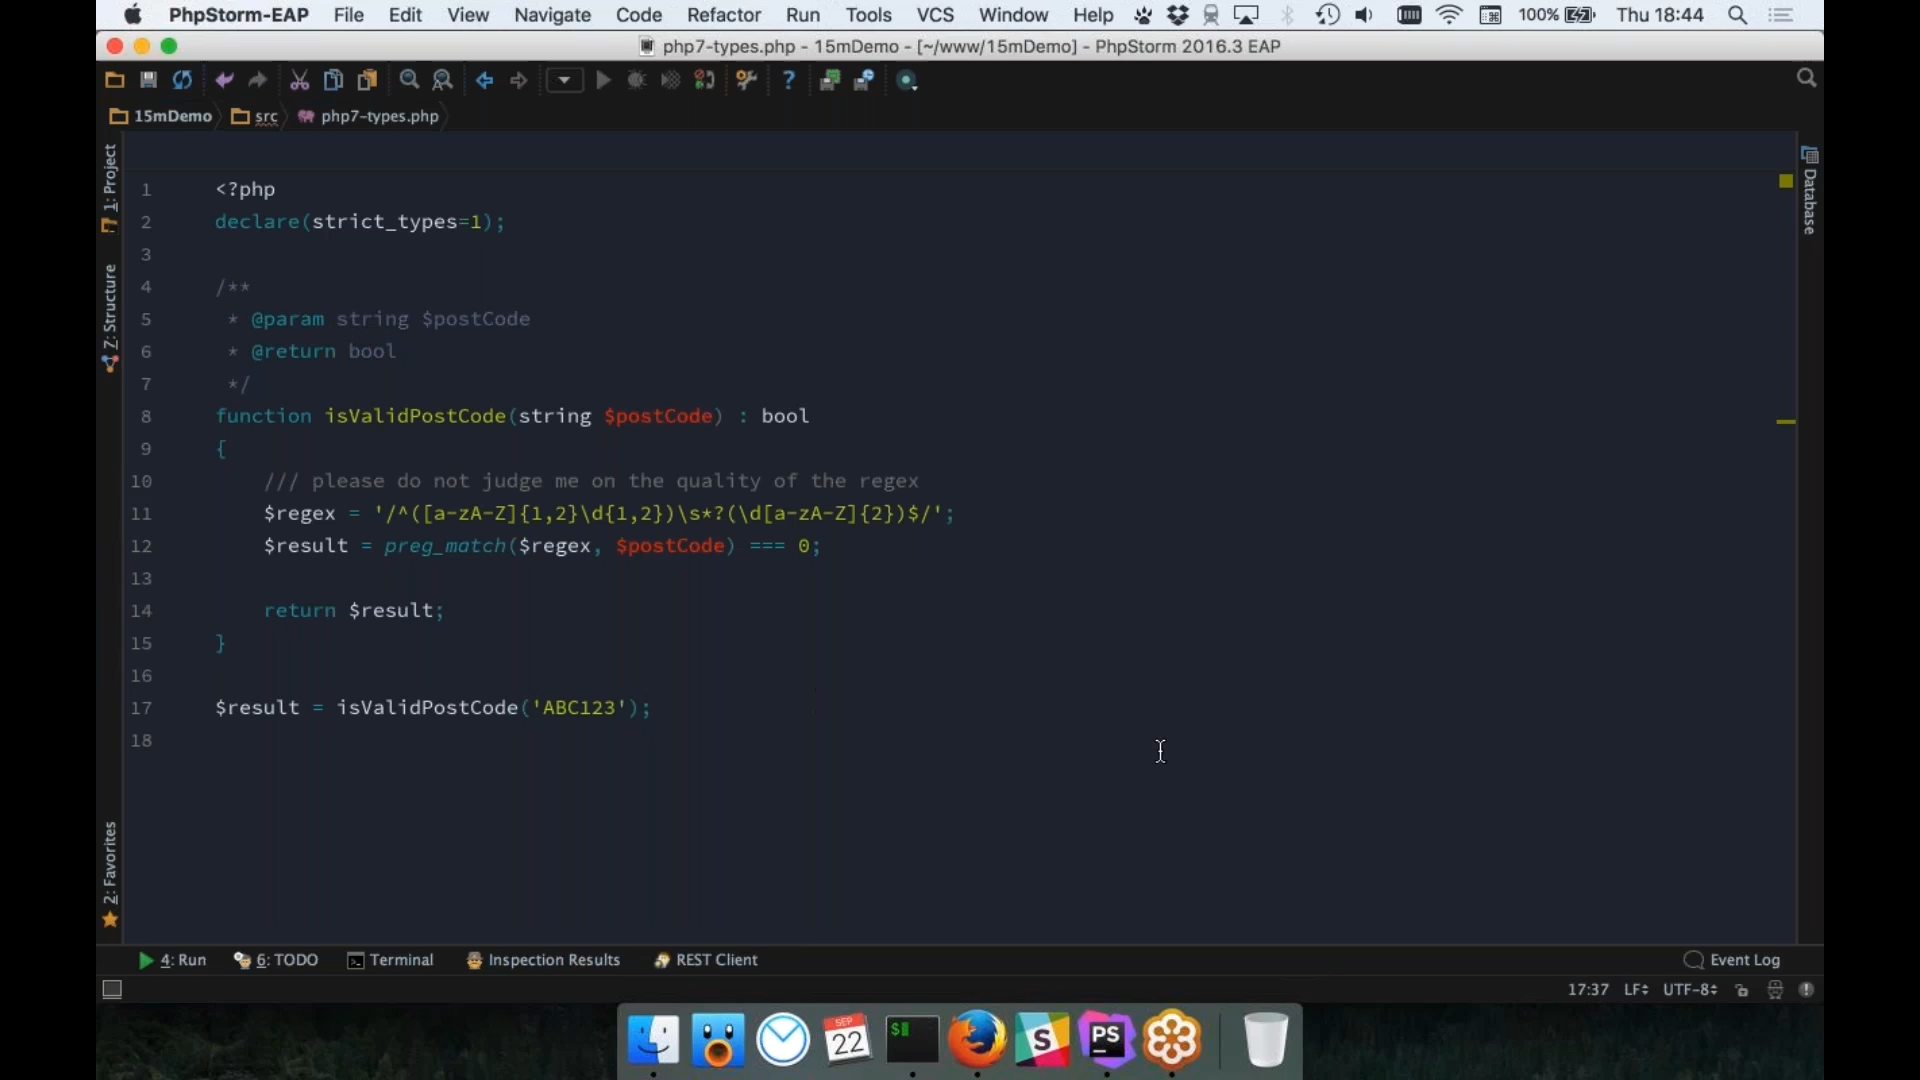 PhpStorm-EAP File Edit View Navigate Code Refactor Run Tools VCS Window Help 100% Thu 18:44
php7-types.php - 15mDemo - [~/www/15mDemo] - PhpStorm 2016.3 EAP
15mDemo src php7-types.php
1: Project
Z: Structure
2: Favorites
Database
1 <?php
2 declare(strict_types=1);
3
4 /**
5 * @param string $postCode
6 * @return bool
7 */
8 function isValidPostCode(string $postCode) : bool
9 {
10 /// please do not judge me on the quality of the regex
11 $regex = '/^([a-zA-Z]{1,2}\d{1,2})\s*?(\d[a-zA-Z]{2})$/';
12 $result = preg_match($regex, $postCode) === 0;
13
14 return $result;
15 }
16
17 $result = isValidPostCode('ABC123');
18
4: Run 6: TODO Terminal Inspection Results REST Client Event Log
17:37 LF UTF-8
SEP
22
$
S
PS